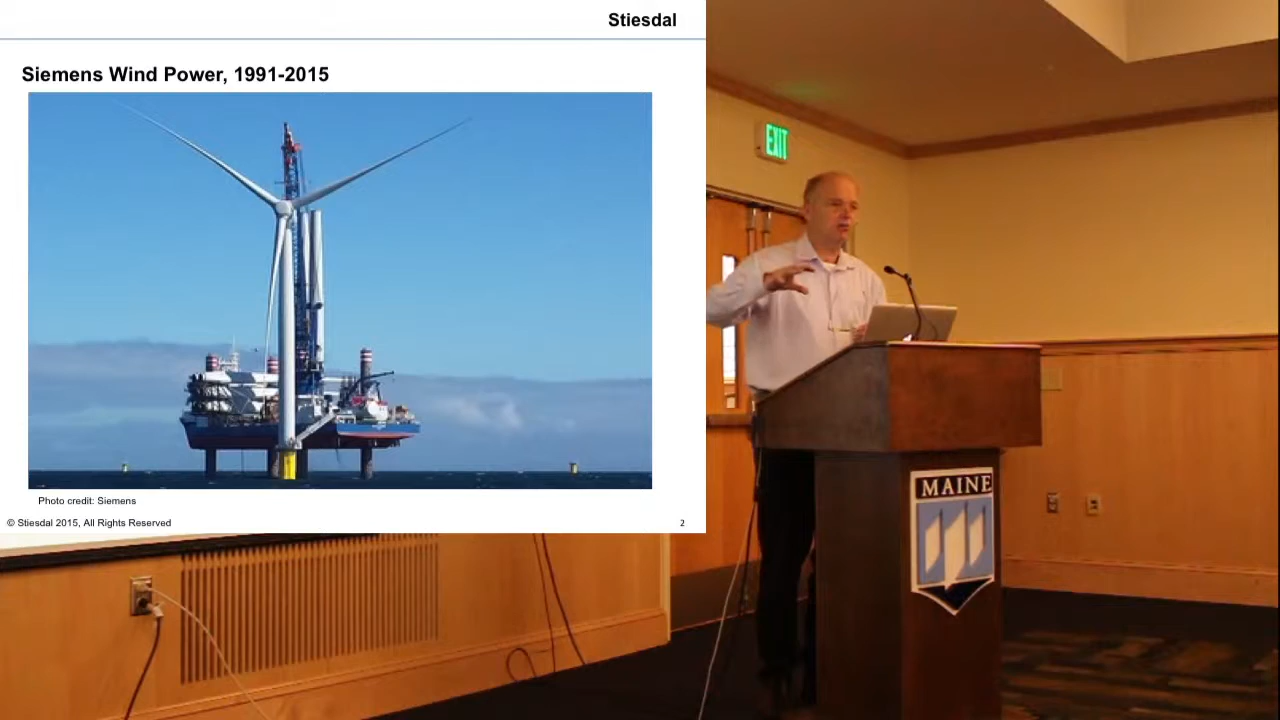 Stiesdal
Siemens Wind Power, 1991-2015
Photo credit: Siemens
© Stiesdal 2015, All Rights Reserved
2
EXIT
MAINE